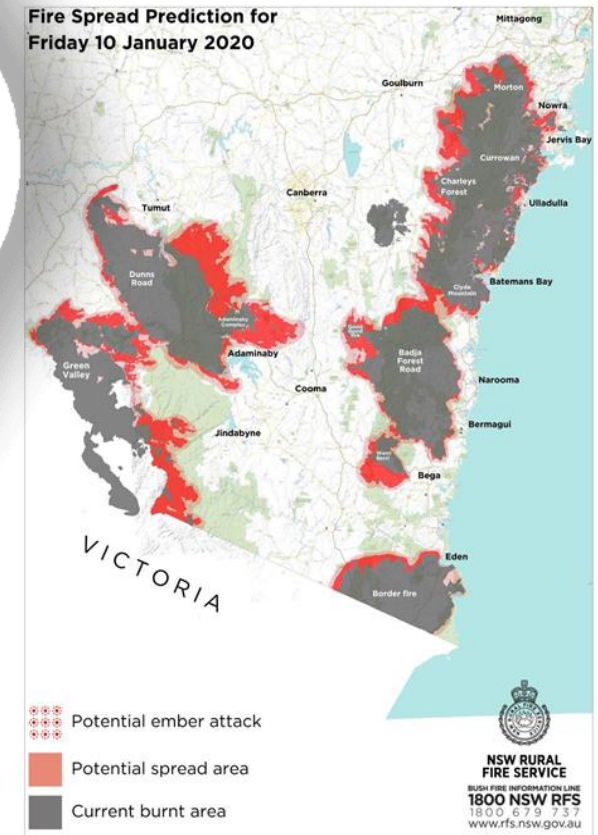 Fire Spread Prediction for
Friday 10 January 2020
Mittagong
Goulburn
Morton
Nowra
Jervis Bay
Currowan
Charleys
Forest
Canberra
Ulladulla
Tumut
Dunns
Road
Batemans Bay
Clyde
Mountain
Adaminaby
Complex
Adaminaby
Badja
Forest
Road
Green
Valley
Cooma
Narooma
Jindabyne
Bermagui
Bega
VICTORIA
Eden
Border fire
Potential ember attack
Potential spread area
Current burnt area
NSW RURAL
FIRE SERVICE
BUSH FIRE INFORMATION LINE
1800 NSW RFS
1800 679 737
www.rfs.nsw.gov.au